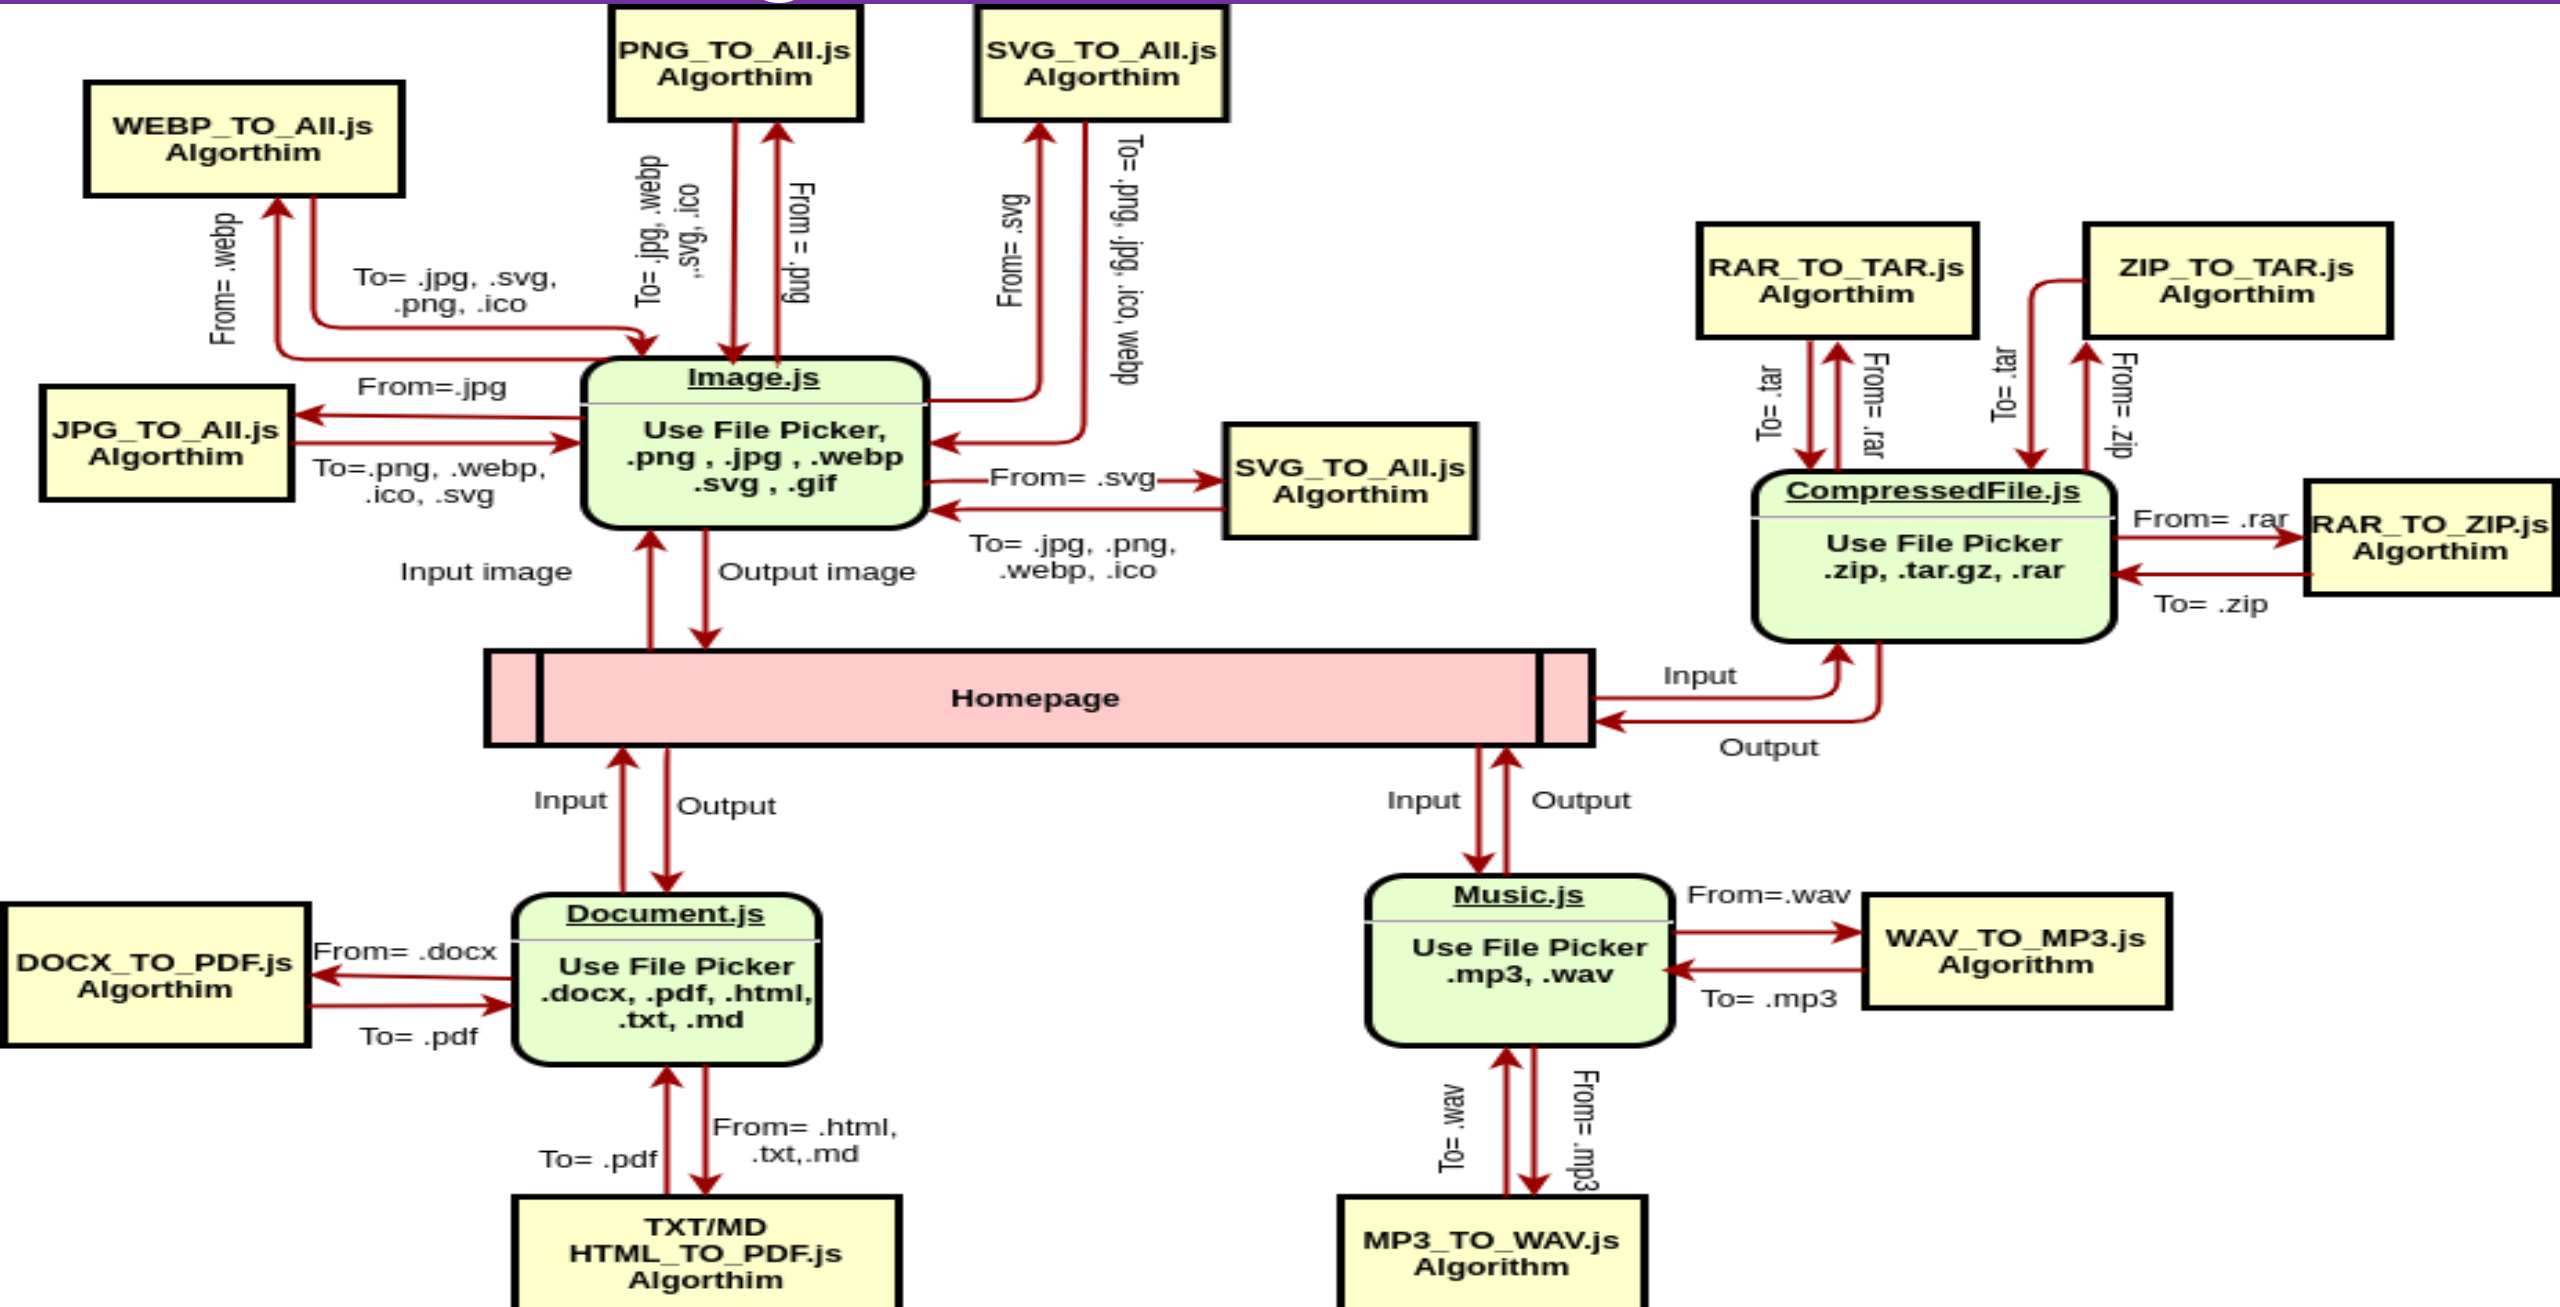 PNG_TO_All.js
Algorthim
SVG_TO_All.js
Algorthim
WEBP_TO_All.js
Algorthim
From= .webp
To= .jpg, .svg,
.png, .ico
To= .jpg, .webp
,.svg, .ico
From = .png
From= .svg
To= .png, .jpg, .ico, webp
RAR_TO_TAR.js
Algorthim
ZIP_TO_TAR.js
Algorthim
To= .tar
From= .rar
To= .tar
From= .zip
JPG_TO_All.js
Algorthim
From=.jpg
To=.png, .webp,
.ico, .svg
Image.js
Use File Picker,
.png , .jpg , .webp
.svg , .gif
From= .svg
To= .jpg, .png,
.webp, .ico
SVG_TO_All.js
Algorthim
CompressedFile.js
Use File Picker
.zip, .tar.gz, .rar
From= .rar
To= .zip
RAR_TO_ZIP.js
Algorthim
Input image
Output image
Homepage
Input
Output
Input
Output
Input
Output
DOCX_TO_PDF.js
Algorthim
From= .docx
To= .pdf
Document.js
Use File Picker
.docx, .pdf, .html,
.txt, .md
Music.js
Use File Picker
.mp3, .wav
From=.wav
To= .mp3
WAV_TO_MP3.js
Algorithm
To= .pdf
From= .html,
.txt,.md
To= .wav
From= .mp3
TXT/MD
HTML_TO_PDF.js
Algorthim
MP3_TO_WAV.js
Algorithm